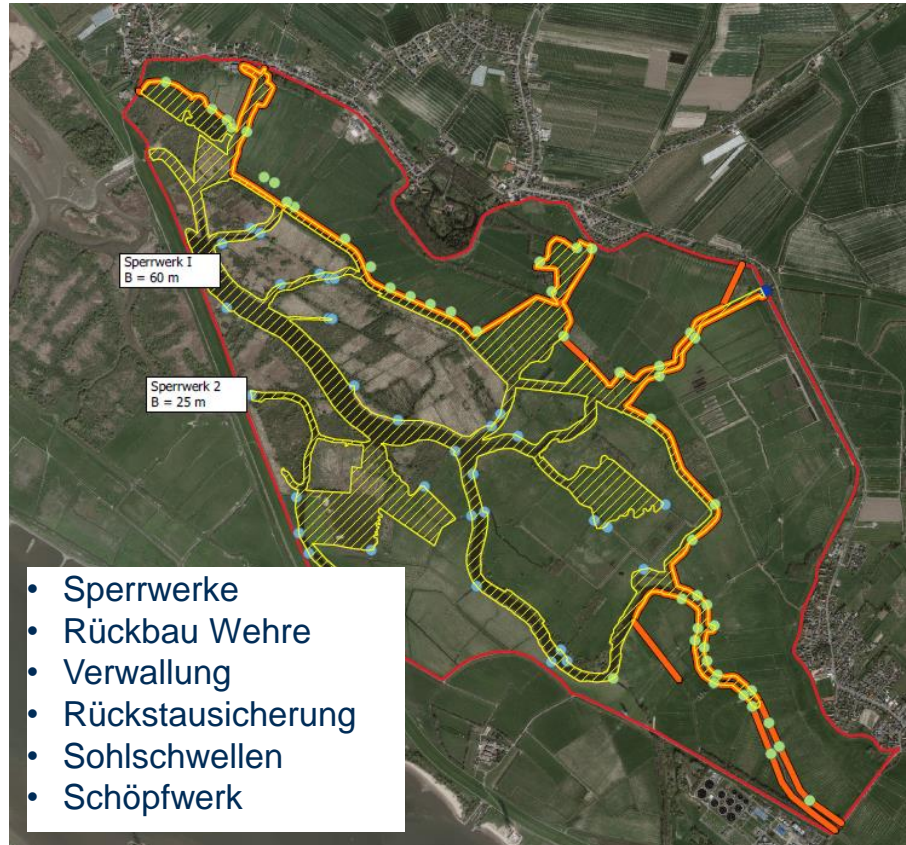 Sperrwerk I
B = 60 m
Sperrwerk 2
B = 25 m
• Sperrwerke
• Rückbau Wehre
• Verwallung
• Rückstausicherung
• Sohlschwellen
• Schöpfwerk